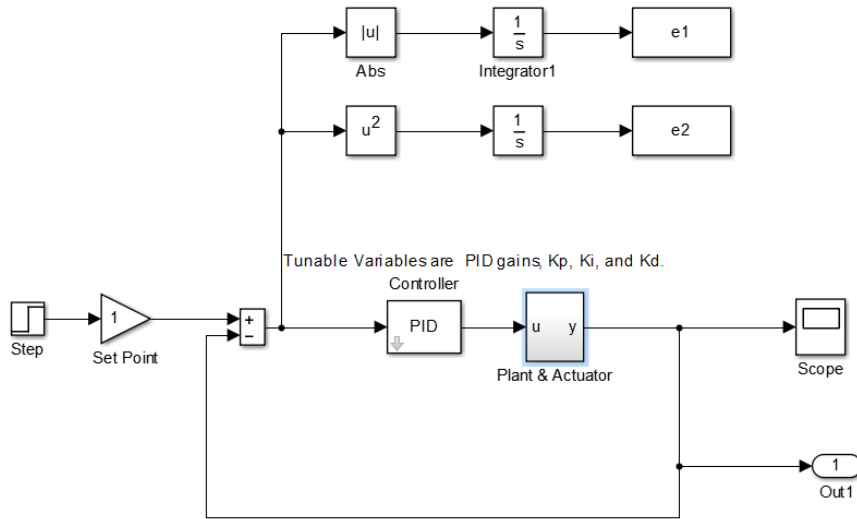 |u|
1
s
e1
Abs
Integrator1
u²
1
s
e2
Tunable Variables are PID gains, Kp, Ki, and Kd.
Controller
Step
1
Set Point
+
−
PID
u y
Plant & Actuator
Scope
1
Out1